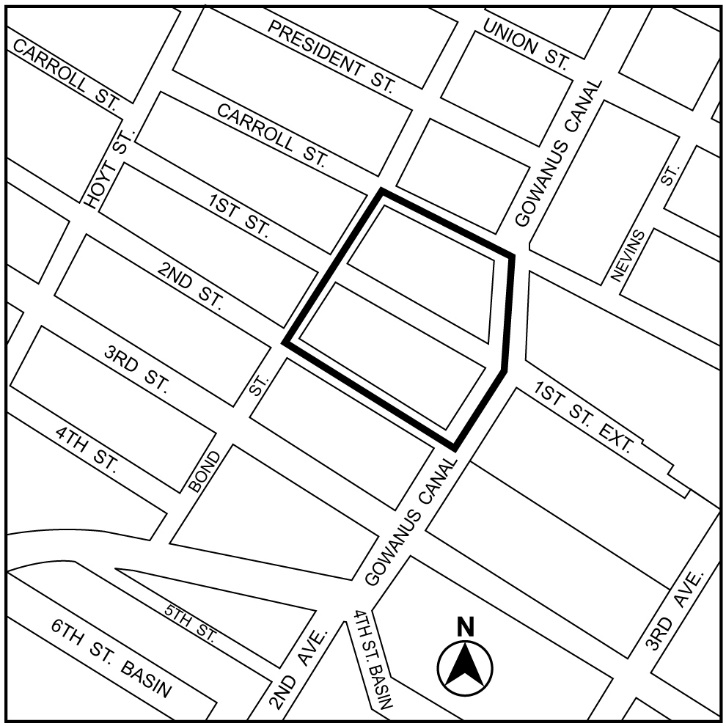 UNION ST.
PRESIDENT ST.
CARROLL ST.
CARROLL ST.
GOWANUS CANAL
HOYT ST.
1ST ST.
ST.
NEVINS
2ND ST.
3RD ST.
ST.
BOND
1ST ST. EXT.
4TH ST.
GOWANUS CANAL
5TH ST.
6TH ST. BASIN
2ND AVE.
4TH ST. BASIN
3RD AVE.
N